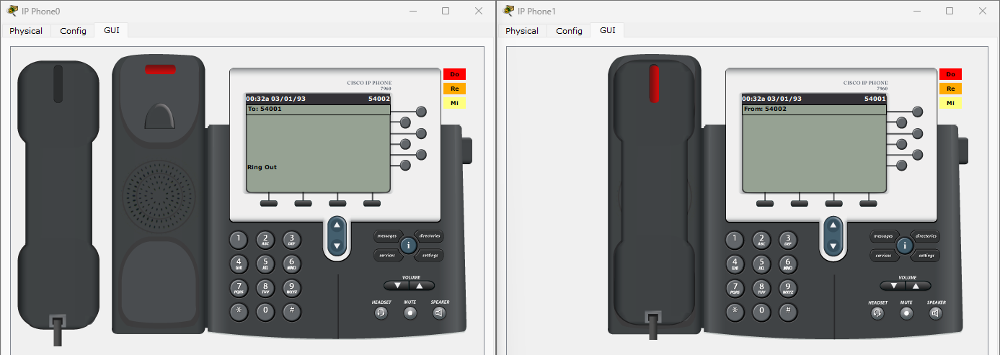 IP Phone0
Physical Config GUI
CISCO IP PHONE
7960
00:32a 03/01/93 54002
To: 54001
Ring Out
Do
Re
Mi
1 2 ABC 3 DEF
4 GHI 5 JKL 6 MNO
7 PQRS 8 TUV 9 WXYZ
* 0 #
messages directories
i
services settings
VOLUME
HEADSET MUTE SPEAKER
IP Phone1
Physical Config GUI
CISCO IP PHONE
7960
00:32a 03/01/93 54001
From: 54002
Do
Re
Mi
1 2 ABC 3 DEF
4 GHI 5 JKL 6 MNO
7 PQRS 8 TUV 9 WXYZ
* 0 #
messages directories
i
services settings
VOLUME
HEADSET MUTE SPEAKER